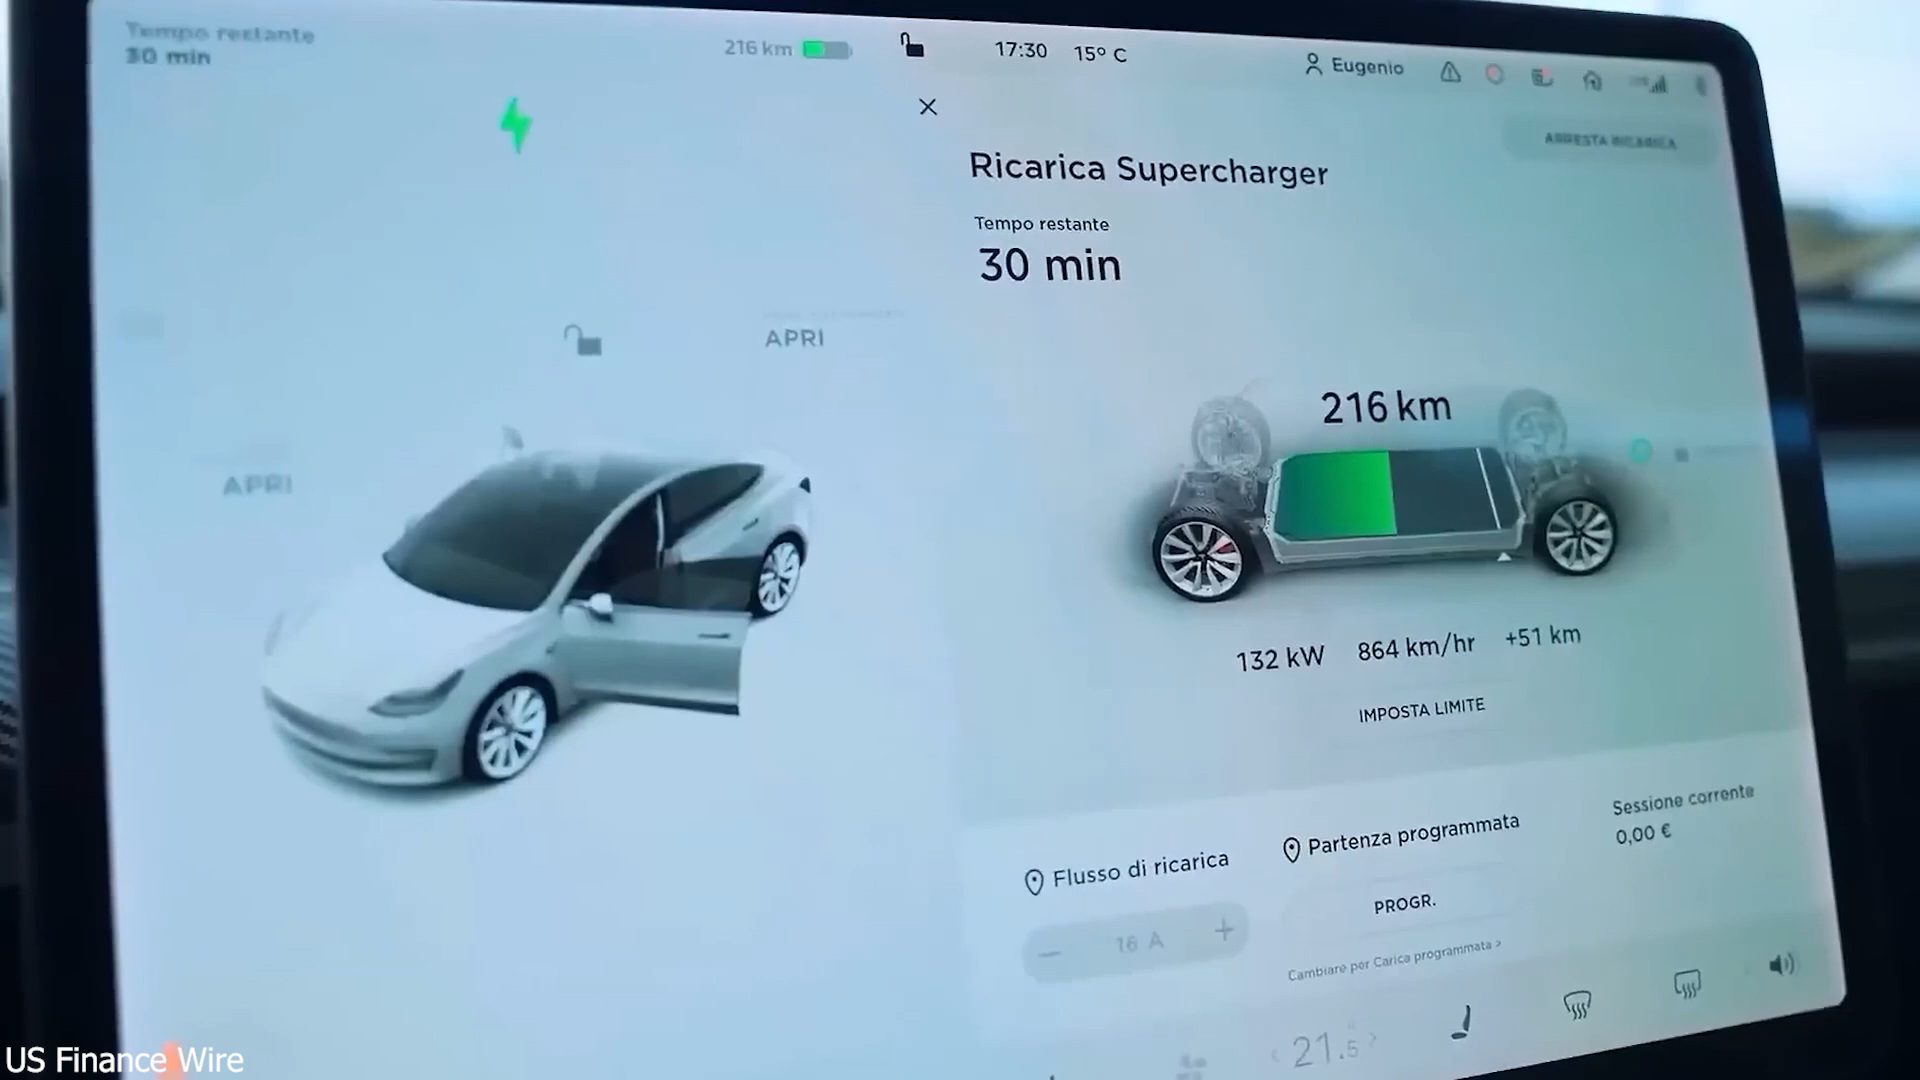 Tempo restante
30 min
216 km
17:30
15° C
Eugenio
ARRESTA RICARICA
Ricarica Supercharger
Tempo restante
30 min
APRI
APRI
216 km
132 kW
864 km/hr
+51 km
IMPOSTA LIMITE
Flusso di ricarica
16 A
Partenza programmata
PROGR.
Cambiare per Carica programmata >
Sessione corrente
0,00 €
21.5
US Finance Wire